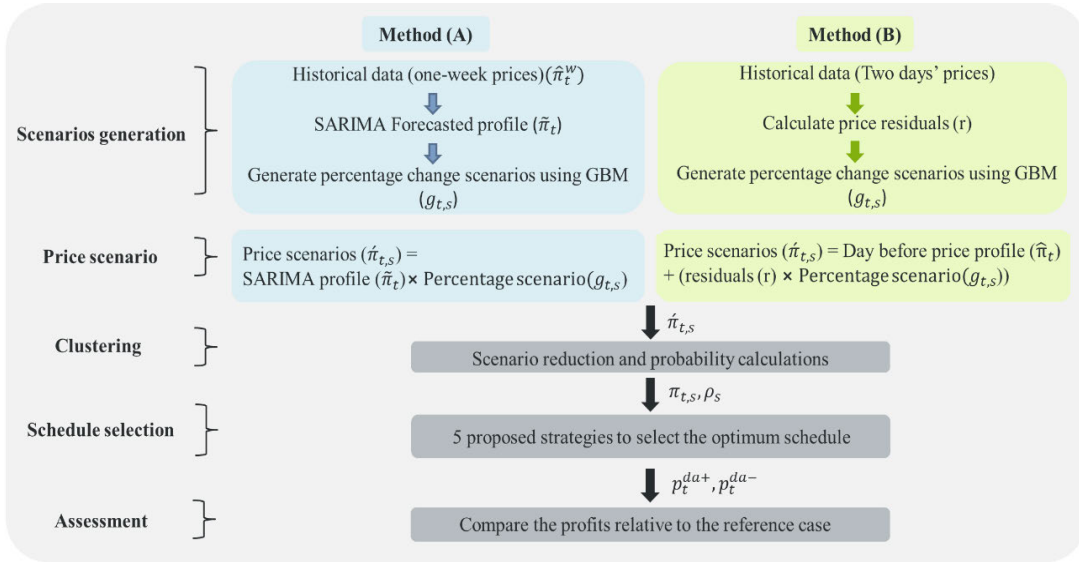 Method (A)
Method (B)
Scenarios generation
Historical data (one-week prices)(π̂ₜʷ)
SARIMA Forecasted profile (π̃ₜ)
Generate percentage change scenarios using GBM
(gₜ,ₛ)
Historical data (Two days’ prices)
Calculate price residuals (r)
Generate percentage change scenarios using GBM
(gₜ,ₛ)
Price scenario
Price scenarios (π́ₜ,ₛ) =
SARIMA profile (π̃ₜ)× Percentage scenario(gₜ,ₛ)
Price scenarios (π́ₜ,ₛ) = Day before price profile (π̂ₜ)
+ (residuals (r) × Percentage scenario(gₜ,ₛ))
π́ₜ,ₛ
Clustering
Scenario reduction and probability calculations
πₜ,ₛ, ρₛ
Schedule selection
5 proposed strategies to select the optimum schedule
pₜᵈᵃ⁺, pₜᵈᵃ⁻
Assessment
Compare the profits relative to the reference case